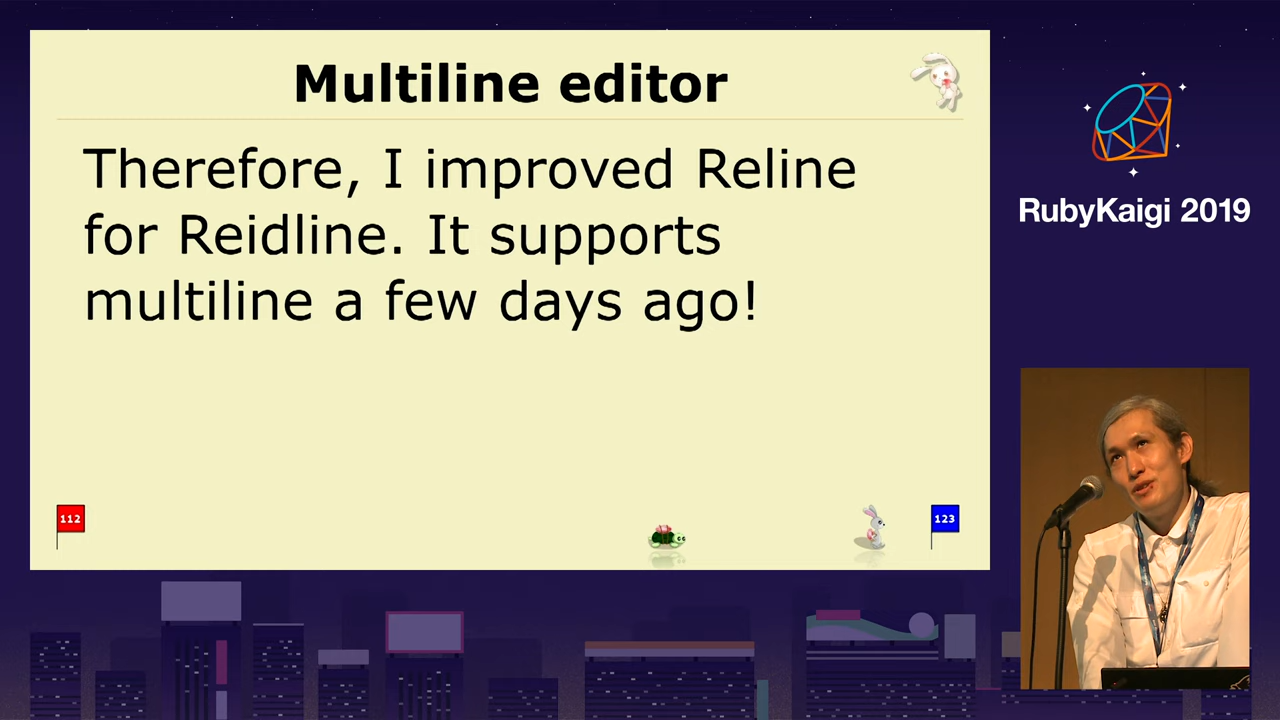 Multiline editor
Therefore, I improved Reline
for Reidline. It supports
multiline a few days ago!
112
123
RubyKaigi 2019